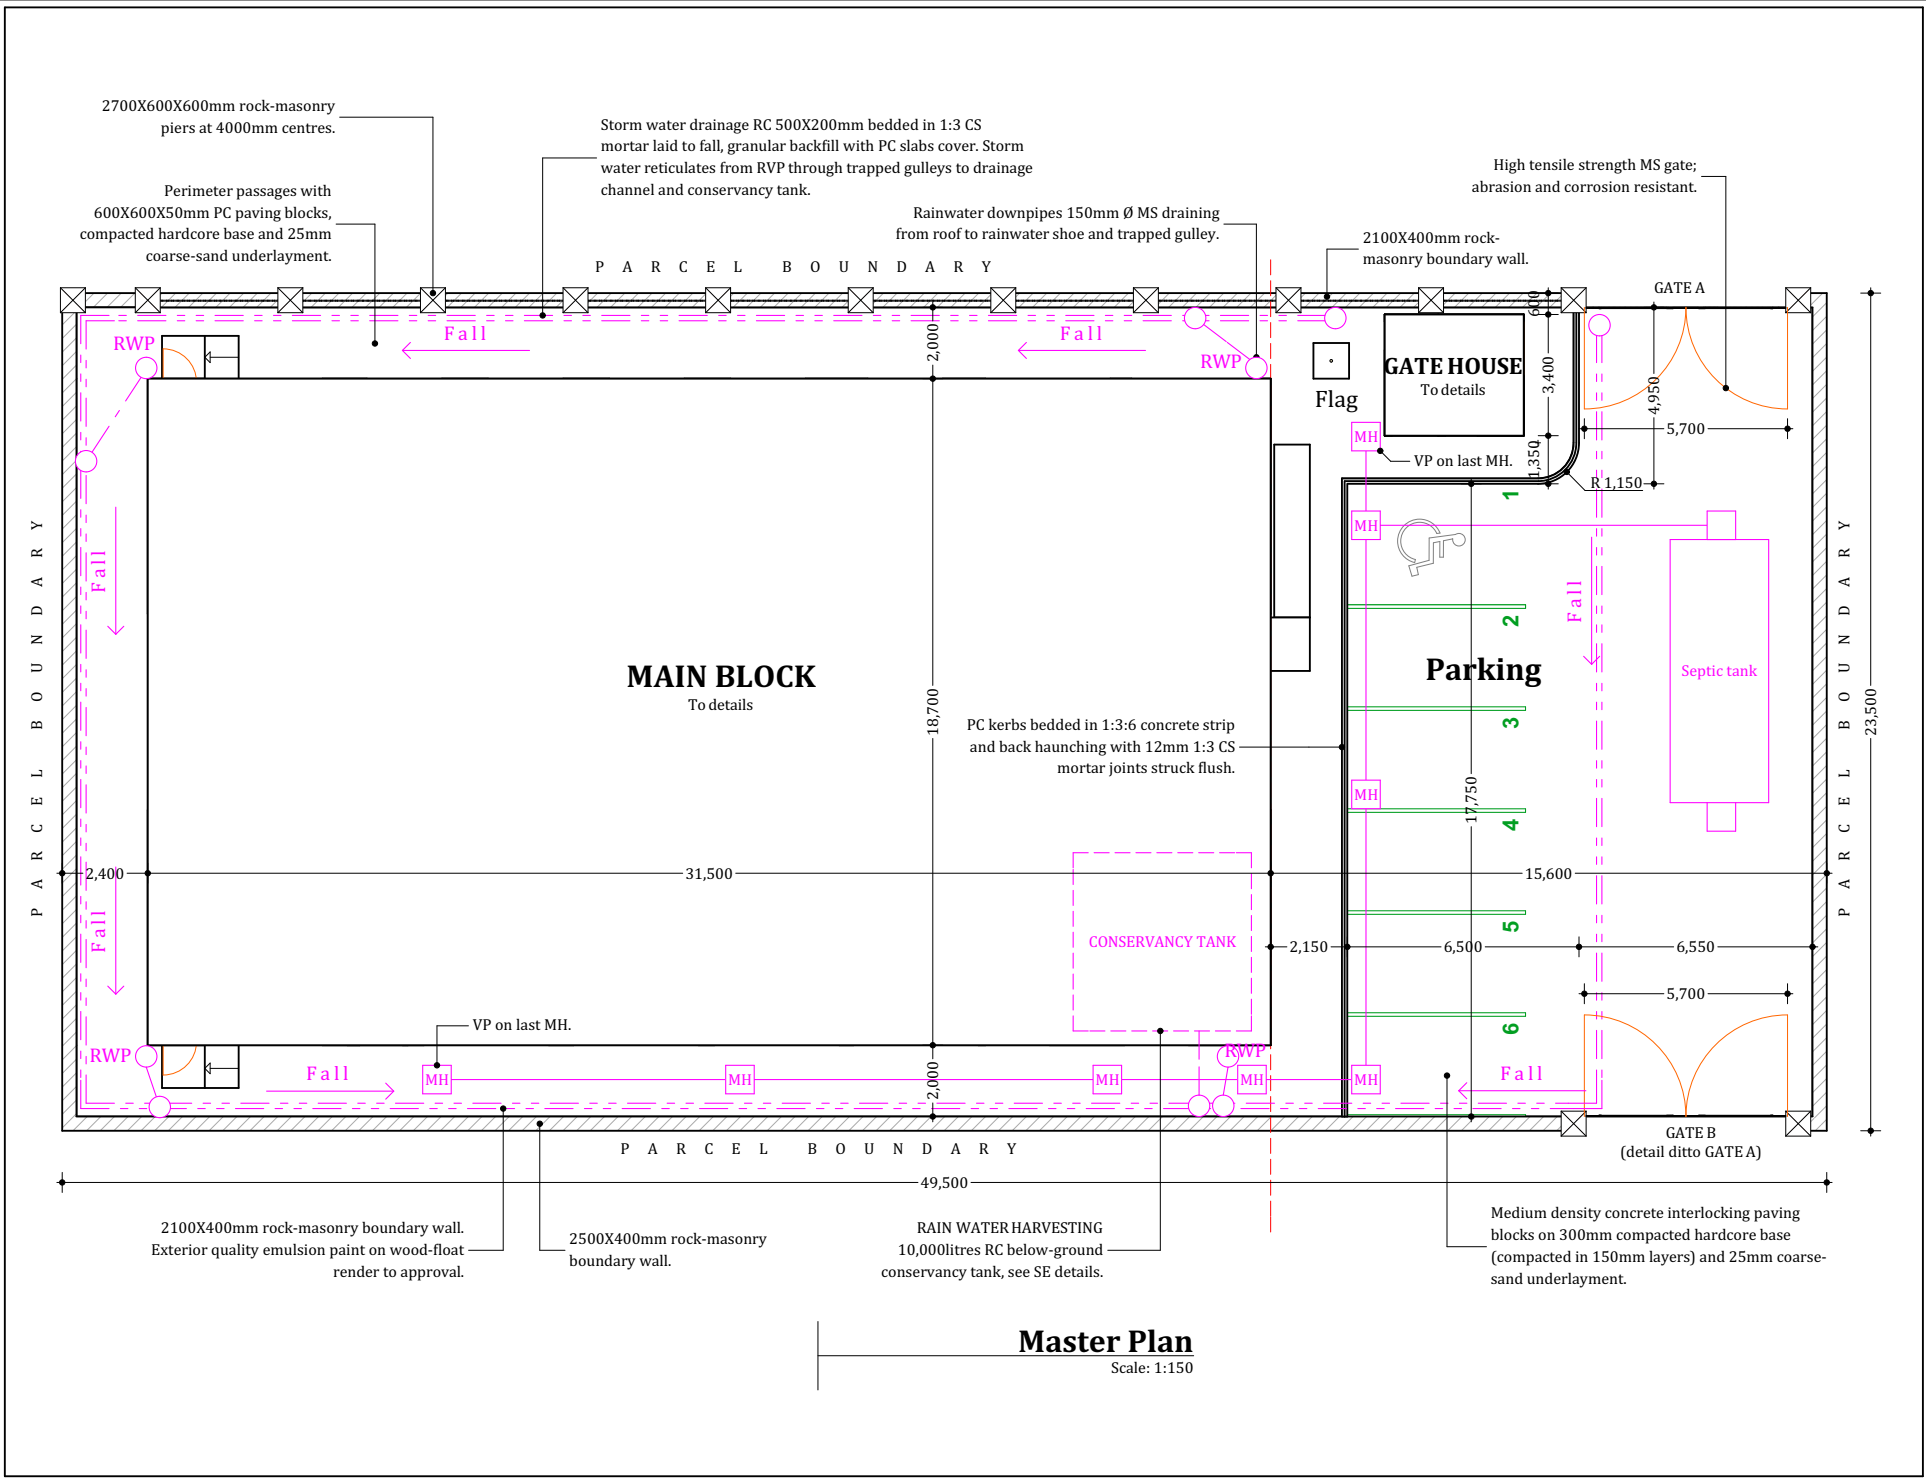 2700X600X600mm rock-masonry
piers at 4000mm centres.
Perimeter passages with
600X600X50mm PC paving blocks,
compacted hardcore base and 25mm
coarse-sand underlayment.
Storm water drainage RC 500X200mm bedded in 1:3 CS
mortar laid to fall, granular backfill with PC slabs cover. Storm
water reticulates from RVP through trapped gulleys to drainage
channel and conservancy tank.
Rainwater downpipes 150mm Ø MS draining
from roof to rainwater shoe and trapped gulley.
High tensile strength MS gate;
abrasion and corrosion resistant.
2100X400mm rock-
masonry boundary wall.
PARCEL BOUNDARY
GATE A
600
Fall
Fall
2,000
RWP
RWP
GATE HOUSE
To details
3,400
4,950
Flag
5,700
MH
VP on last MH.
1,350
R 1,150
1
MH
PARCEL BOUNDARY
Fall
Fall
PARCEL BOUNDARY
2
MAIN BLOCK
To details
Parking
Septic tank
18,700
23,500
3
PC kerbs bedded in 1:3:6 concrete strip
and back haunching with 12mm 1:3 CS
mortar joints struck flush.
MH
17,750
4
2,400
31,500
15,600
Fall
CONSERVANCY TANK
5
2,150
6,500
6,550
5,700
VP on last MH.
6
RWP
RWP
Fall
MH
MH
2,000
MH
MH
MH
Fall
PARCEL BOUNDARY
GATE B
(detail ditto GATE A)
49,500
2100X400mm rock-masonry boundary wall.
Exterior quality emulsion paint on wood-float
render to approval.
2500X400mm rock-masonry
boundary wall.
RAIN WATER HARVESTING
10,000litres RC below-ground
conservancy tank, see SE details.
Medium density concrete interlocking paving
blocks on 300mm compacted hardcore base
(compacted in 150mm layers) and 25mm coarse-
sand underlayment.
Master Plan
Scale: 1:150